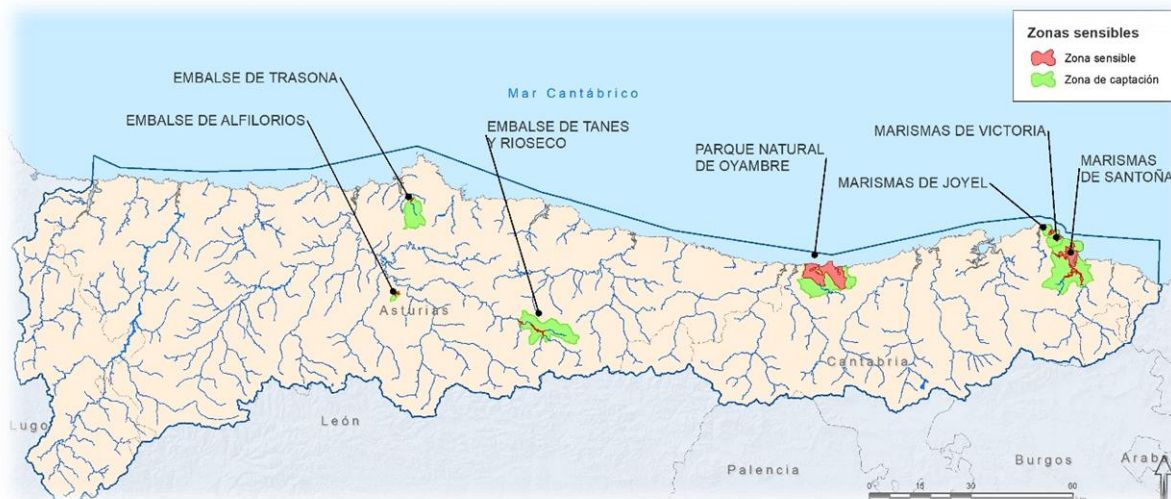 Zonas sensibles
Zona sensible
Zona de captación
EMBALSE DE TRASONA
Mar Cantábrico
EMBALSE DE ALFILORIOS
EMBALSE DE TANES
Y RIOSECO
PARQUE NATURAL
DE OYAMBRE
MARISMAS DE VICTORIA
MARISMAS DE JOYEL
MARISMAS
DE SANTOÑA
Asturias
Cantabria
Lugo
León
Palencia
Burgos
Araba
0 15 30 60